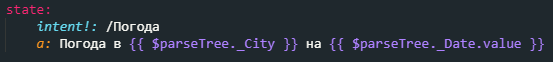 state:
    intent!: /Погода
    a: Погода в {{ $parseTree._City }} на {{ $parseTree._Date.value }}